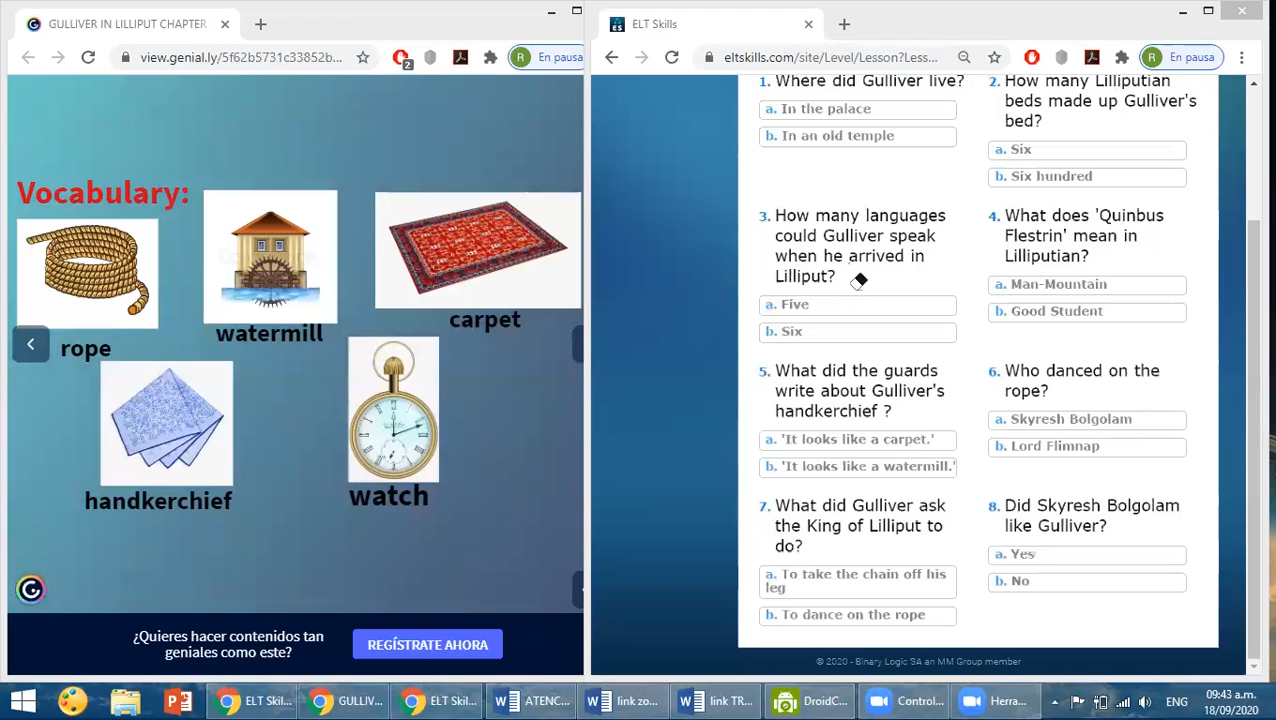 GULLIVER IN LILLIPUT CHAPTER
ELT Skills
view.genial.ly/5f62b5731c33852b...
2
R En pausa
eltskills.com/site/Level/Lesson?Less...
R En pausa
Vocabulary:
rope
watermill
carpet
handkerchief
watch
¿Quieres hacer contenidos tan
geniales como este?
REGÍSTRATE AHORA
1. Where did Gulliver live?
a. In the palace
b. In an old temple
2. How many Lilliputian
beds made up Gulliver's
bed?
a. Six
b. Six hundred
3. How many languages
could Gulliver speak
when he arrived in
Lilliput?
a. Five
b. Six
4. What does 'Quinbus
Flestrin' mean in
Lilliputian?
a. Man-Mountain
b. Good Student
5. What did the guards
write about Gulliver's
handkerchief ?
a. 'It looks like a carpet.'
b. 'It looks like a watermill.'
6. Who danced on the
rope?
a. Skyresh Bolgolam
b. Lord Flimnap
7. What did Gulliver ask
the King of Lilliput to
do?
a. To take the chain off his
leg
b. To dance on the rope
8. Did Skyresh Bolgolam
like Gulliver?
a. Yes
b. No
© 2020 - Binary Logic SA an MM Group member
ELT Skil...
GULLIV...
ELT Skil...
ATENC...
link zo...
link TR...
DroidC...
Control...
Herra...
ENG
09:43 a.m.
18/09/2020